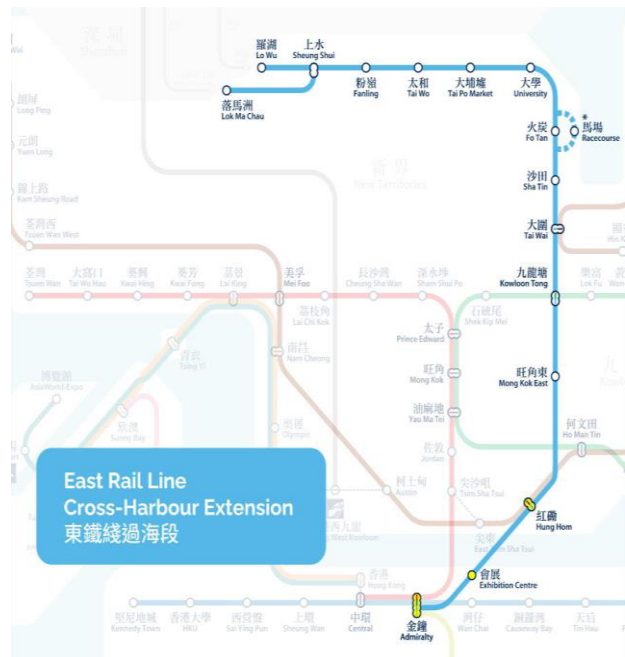 羅湖
Lo Wu
上水
Sheung Shui
落馬洲
Lok Ma Chau
粉嶺
Fanling
太和
Tai Wo
大埔墟
Tai Po Market
大學
University
火炭
Fo Tan
*
馬場
Racecourse
沙田
Sha Tin
大圍
Tai Wai
新界
New Territories
朗屏
Long Ping
元朗
Yuen Long
錦上路
Kam Sheung Road
荃灣西
Tsuen Wan West
荃灣
Tsuen Wan
大窩口
Tai Wo Hau
葵興
Kwai Hing
葵芳
Kwai Fong
荔景
Lai King
美孚
Mei Foo
荔枝角
Lai Chi Kok
長沙灣
Cheung Sha Wan
深水埗
Sham Shui Po
石硤尾
Shek Kip Mei
九龍塘
Kowloon Tong
樂富
Lok Fu
太子
Prince Edward
南昌
Nam Cheong
旺角
Mong Kok
旺角東
Mong Kok East
青衣
Tsing Yi
博覽館
AsiaWorld-Expo
欣澳
Sunny Bay
奧運
Olympic
油麻地
Yau Ma Tei
何文田
Ho Man Tin
佐敦
Jordan
柯士甸
Austin
尖沙咀
Tsim Sha Tsui
尖東
East Tsim Sha Tsui
紅磡
Hung Hom
East Rail Line
Cross-Harbour Extension
東鐵綫過海段
會展
Exhibition Centre
香港
Hong Kong
堅尼地城
Kennedy Town
香港大學
HKU
西營盤
Sai Ying Pun
上環
Sheung Wan
中環
Central
金鐘
Admiralty
灣仔
Wan Chai
銅鑼灣
Causeway Bay
天后
Tin Hau